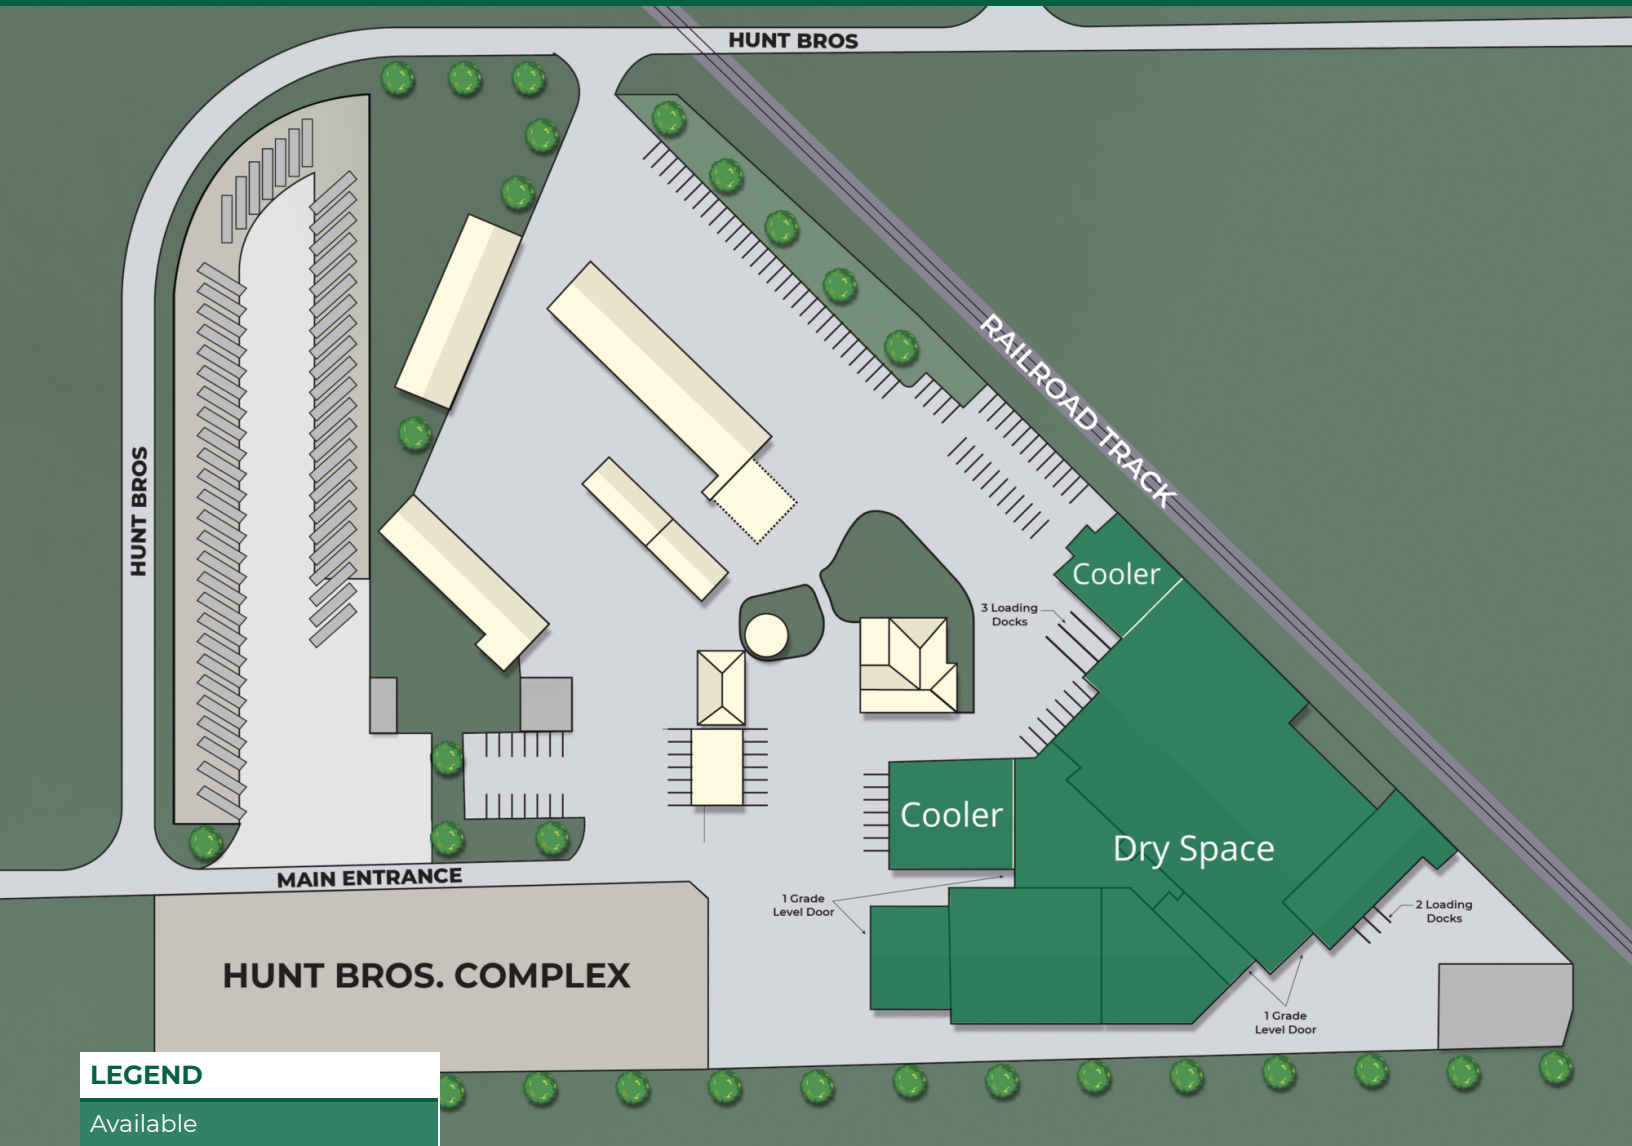 HUNT BROS
HUNT BROS
RAILROAD TRACK
Cooler
3 Loading
Docks
Cooler
Dry Space
MAIN ENTRANCE
1 Grade
Level Door
2 Loading
Docks
HUNT BROS. COMPLEX
1 Grade
Level Door
LEGEND
Available